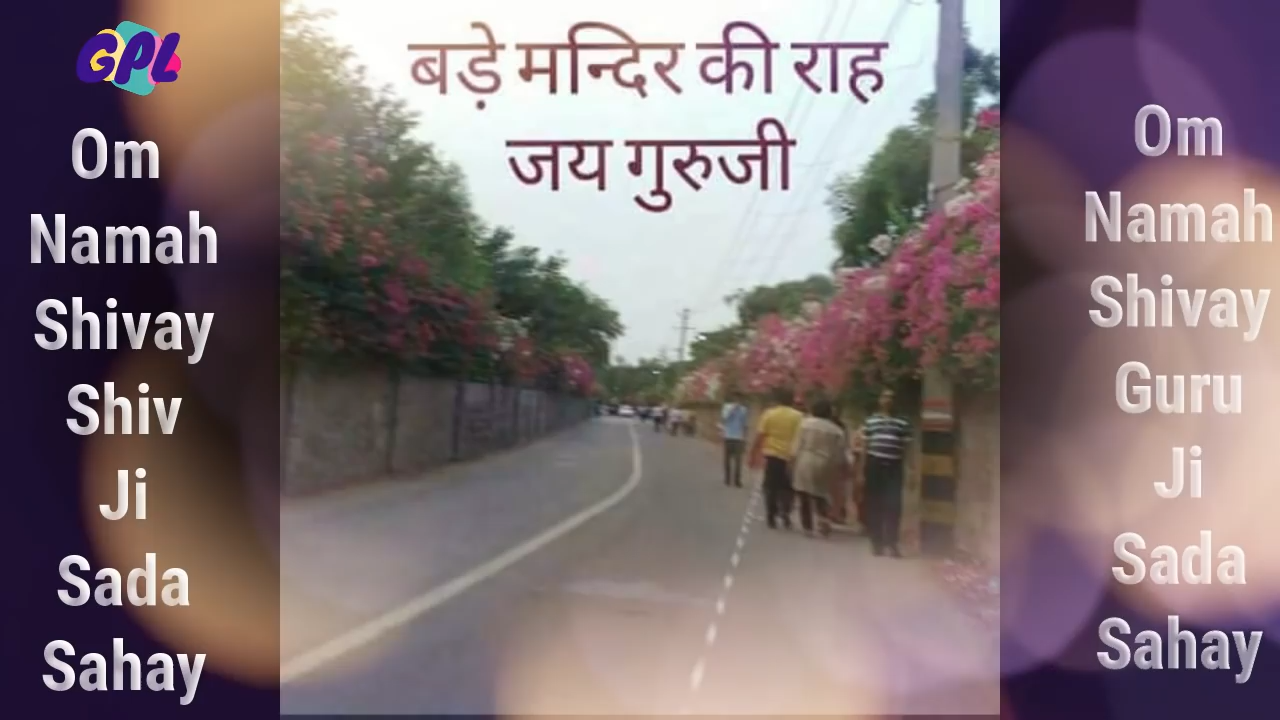 GPL
Om
Namah
Shivay
Shiv
Ji
Sada
Sahay
बड़े मन्दिर की राह
जय गुरुजी
Om
Namah
Shivay
Guru
Ji
Sada
Sahay